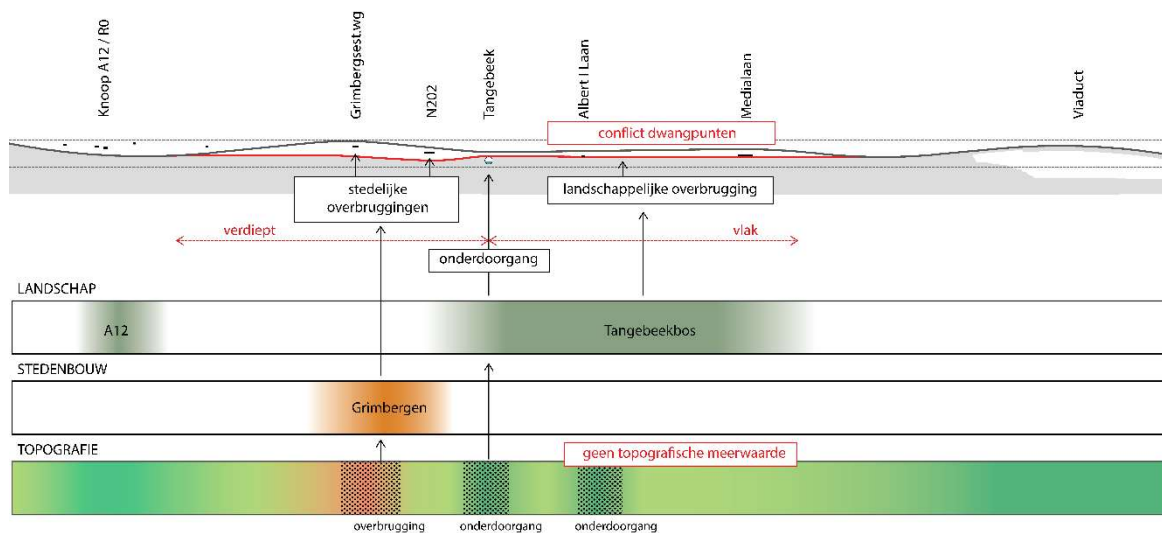 Knoop A12 / R0
Grimbergsest.wg
N202
Tangebeek
Albert I Laan
Medialaan
Viaduct
conflict dwangpunten
stedelijke
overbruggingen
landschappelijke overbrugging
verdiept
vlak
onderdoorgang
LANDSCHAP
A12
Tangebeekbos
STEDENBOUW
Grimbergen
TOPOGRAFIE
geen topografische meerwaarde
overbrugging
onderdoorgang
onderdoorgang